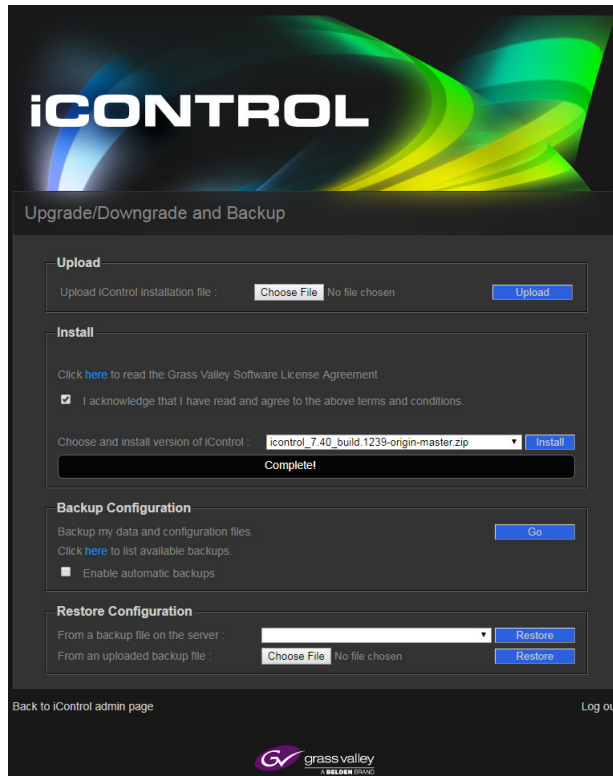 iCONTROL
Upgrade/Downgrade and Backup
Upload
Upload iControl installation file : Choose File No file chosen Upload
Install
Click here to read the Grass Valley Software License Agreement
I acknowledge that I have read and agree to the above terms and conditions.
Choose and install version of iControl : icontrol_7.40_build.1239-origin-master.zip Install
Complete!
Backup Configuration
Backup my data and configuration files. Go
Click here to list available backups.
Enable automatic backups
Restore Configuration
From a backup file on the server : Restore
From an uploaded backup file : Choose File No file chosen Restore
Back to iControl admin page Log ou
GV grass valley
A BELDEN BRAND